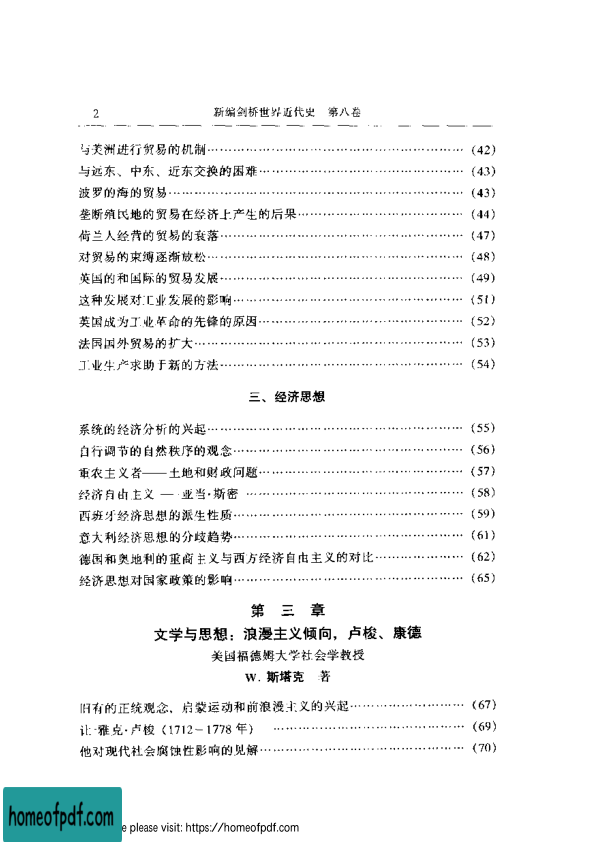 2 新编剑桥世界近代史 第八卷
与美洲进行贸易的机制………………………………………………… (42)
与远东、中东、近东交换的困难……………………………………… (43)
波罗的海的贸易……………………………………………………… (43)
垄断殖民地的贸易在经济上产生的后果…………………………… (44)
荷兰人经营的贸易的衰落…………………………………………… (47)
对贸易的束缚逐渐放松……………………………………………… (48)
英国的和国际的贸易发展…………………………………………… (49)
这种发展对工业发展的影响………………………………………… (51)
英国成为工业革命的先锋的原因…………………………………… (52)
法国国外贸易的扩大………………………………………………… (53)
工业生产求助于新的方法…………………………………………… (54)
三、经济思想
系统的经济分析的兴起……………………………………………… (55)
自行调节的自然秩序的观念………………………………………… (56)
重农主义者——土地和财政问题…………………………………… (57)
经济自由主义——亚当·斯密 ……………………………………… (58)
西班牙经济思想的派生性质………………………………………… (59)
意大利经济思想的分歧趋势………………………………………… (61)
德国和奥地利的重商主义与西方经济自由主义的对比…………… (62)
经济思想对国家政策的影响………………………………………… (65)
第 三 章
文学与思想：浪漫主义倾向，卢梭、康德
美国福德姆大学社会学教授
W. 斯塔克 著
旧有的正统观念，启蒙运动和前浪漫主义的兴起………………… (67)
让-雅克·卢梭（1712－1778 年） ………………………………… (69)
他对现代社会腐蚀性影响的见解…………………………………… (70)
homeofpdf.com
e please visit: https://homeofpdf.com